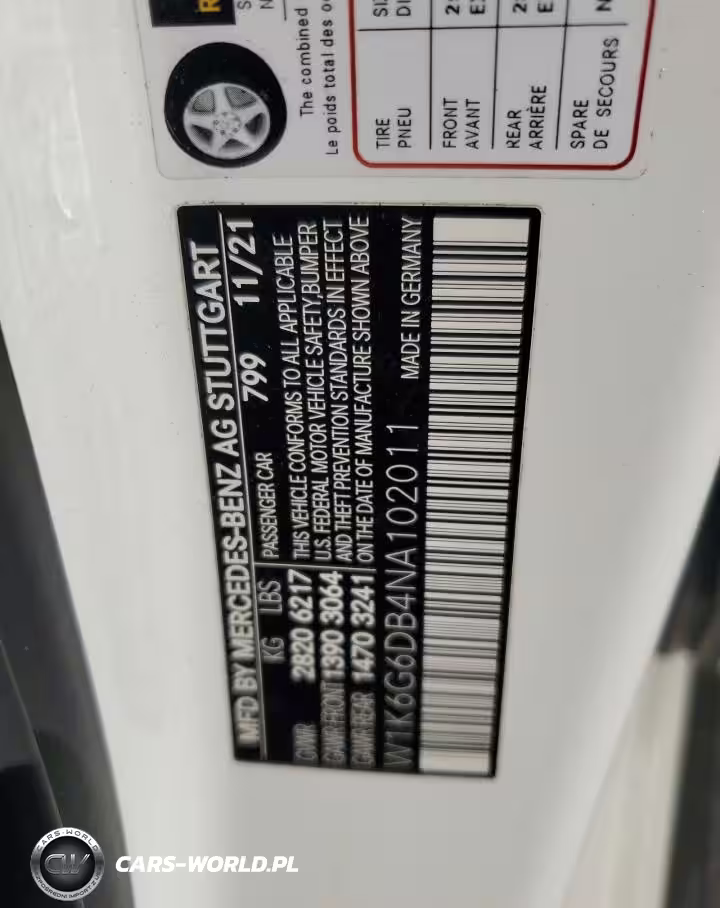 The combined
Le poids total des
TIRE
PNEU
FRONT
AVANT
REAR
ARRIÈRE
SPARE
DE SECOURS
MFD BY MERCEDES-BENZ AG STUTTGART
KG LBS PASSENGER CAR 799 11/21
GVWR 2820 6217 THIS VEHICLE CONFORMS TO ALL APPLICABLE
GAWR FRONT 1390 3064 U.S. FEDERAL MOTOR VEHICLE SAFETY,BUMPER
GAWR REAR 1470 3241 AND THEFT PREVENTION STANDARDS IN EFFECT
ON THE DATE OF MANUFACTURE SHOWN ABOVE
W1K6G6DB4NA102011 MADE IN GERMANY
CARS-WORLD
CW
CARS-WORLD.PL